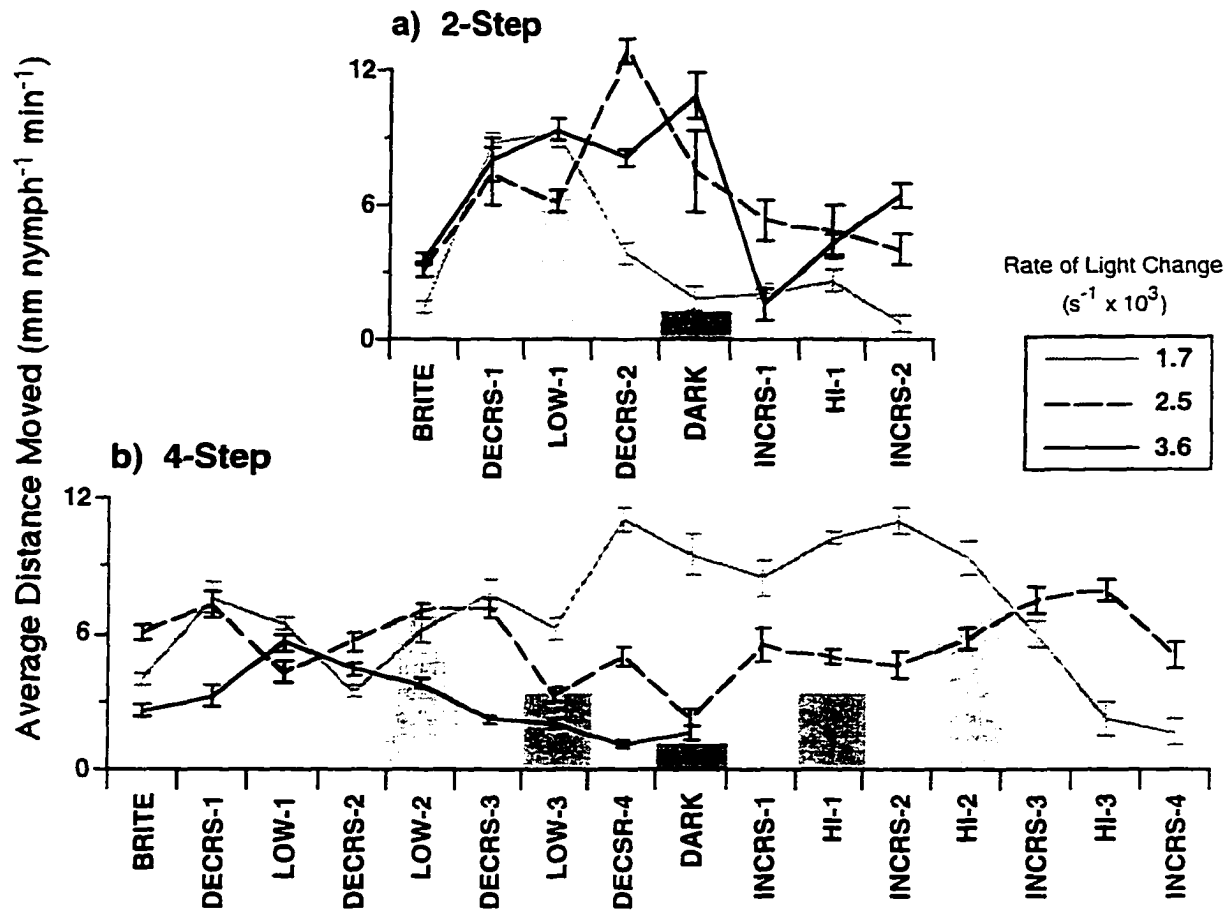 a) 2-Step
Average Distance Moved (mm nymph⁻¹ min⁻¹)
12
6
0
BRITE
DECRS-1
LOW-1
DECRS-2
DARK
INCRS-1
HI-1
INCRS-2
Rate of Light Change
(s⁻¹ x 10³)
1.7
2.5
3.6
b) 4-Step
12
6
0
BRITE
DECRS-1
LOW-1
DECRS-2
LOW-2
DECRS-3
LOW-3
DECSR-4
DARK
INCRS-1
HI-1
INCRS-2
HI-2
INCRS-3
HI-3
INCRS-4